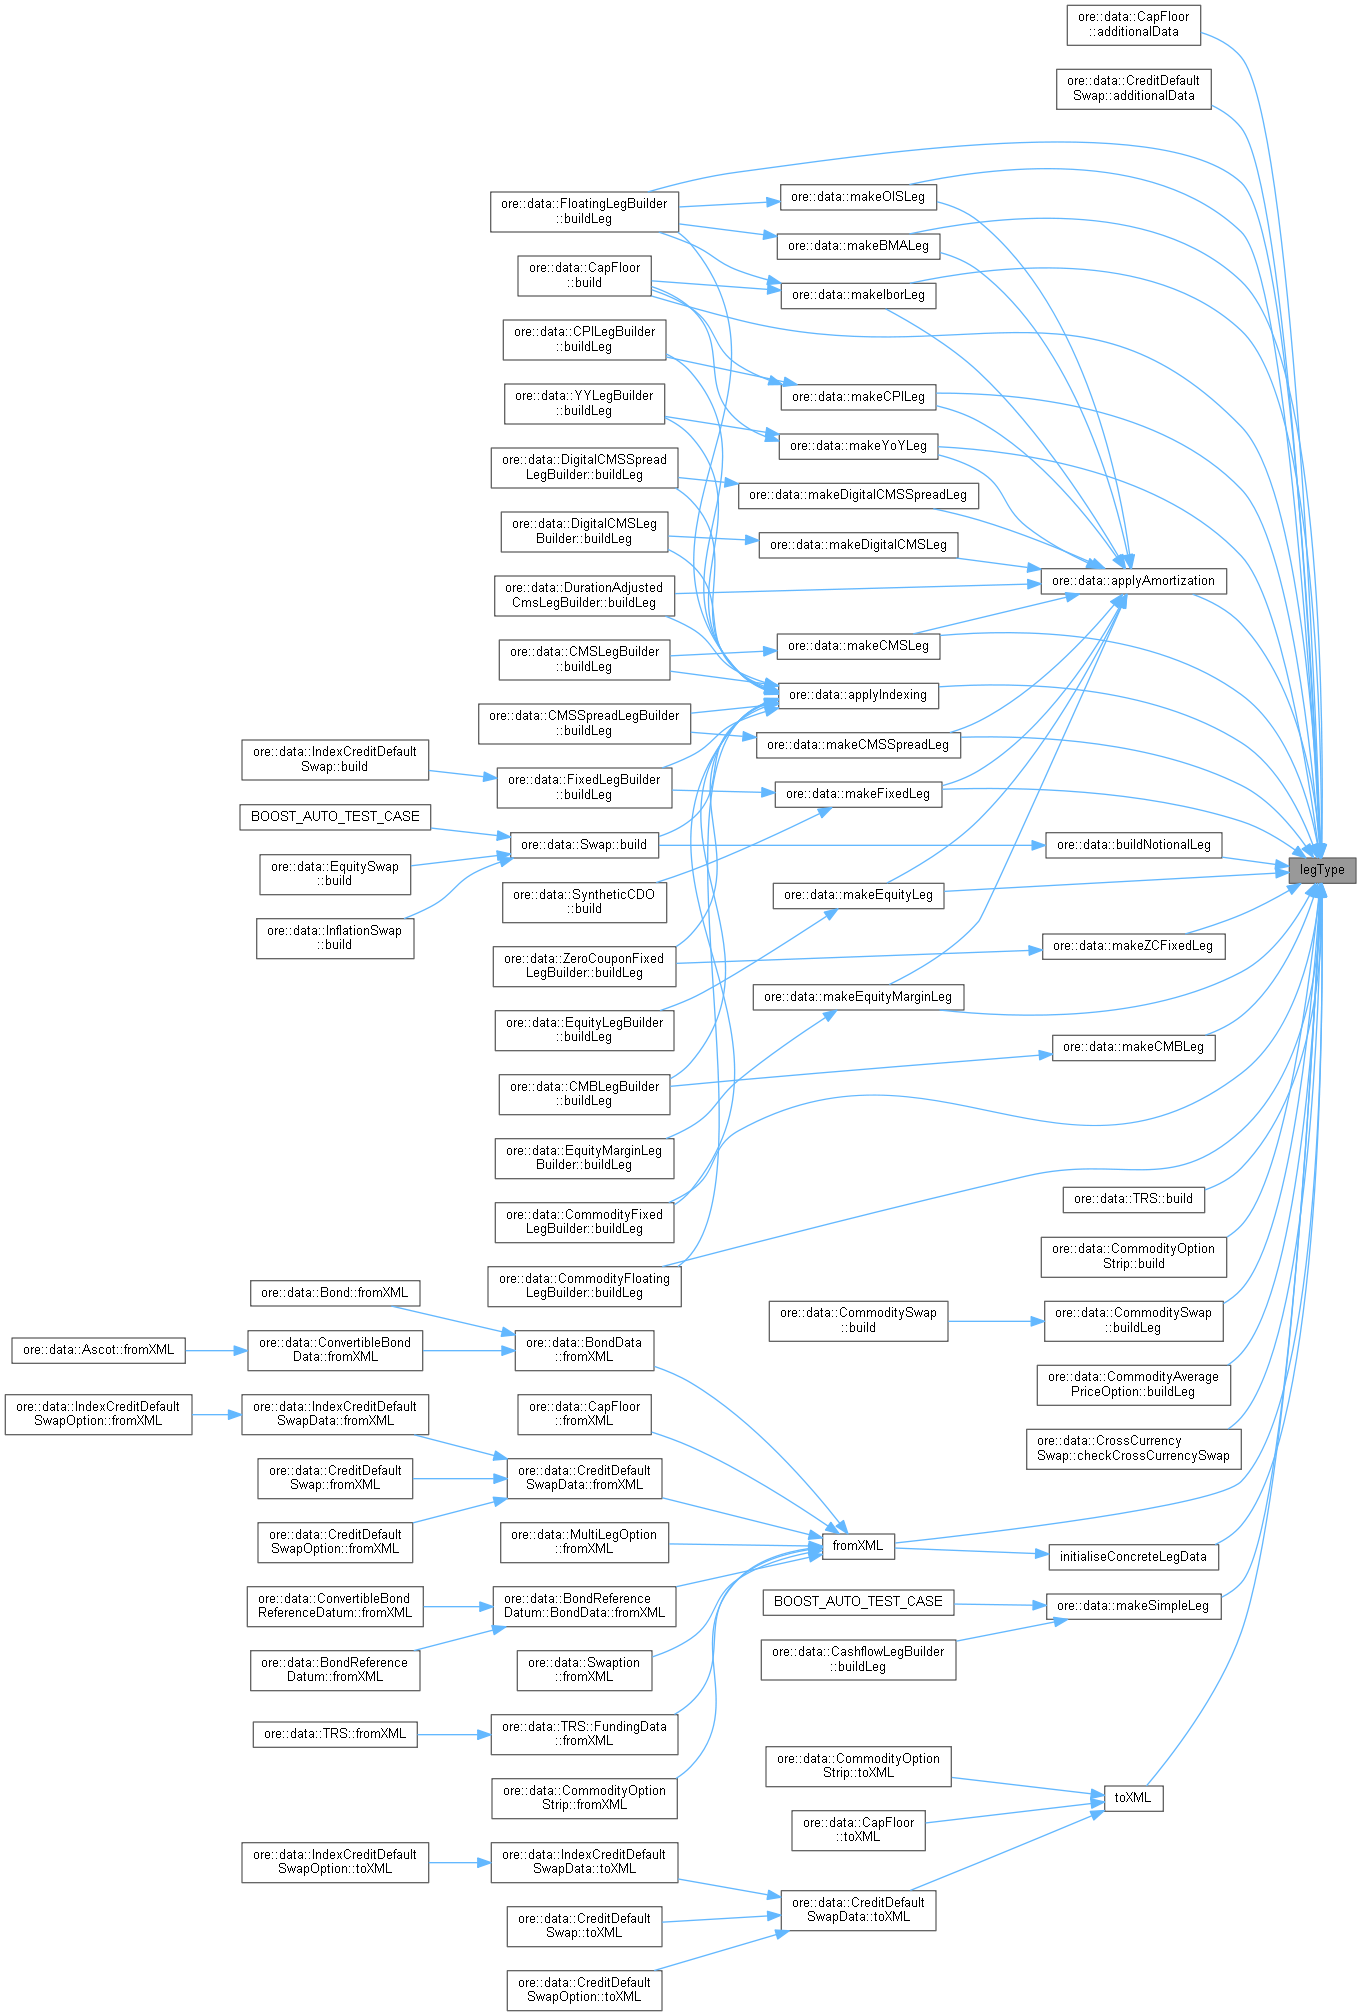 ore::data::CapFloor
::additionalData
ore::data::CreditDefault
Swap::additionalData
ore::data::FloatingLegBuilder
::buildLeg
ore::data::makeOISLeg
ore::data::makeBMALeg
ore::data::CapFloor
::build
ore::data::makeIborLeg
ore::data::CPILegBuilder
::buildLeg
ore::data::makeCPILeg
ore::data::YYLegBuilder
::buildLeg
ore::data::makeYoYLeg
ore::data::DigitalCMSSpread
LegBuilder::buildLeg
ore::data::makeDigitalCMSSpreadLeg
ore::data::DigitalCMSLeg
Builder::buildLeg
ore::data::makeDigitalCMSLeg
ore::data::applyAmortization
ore::data::DurationAdjusted
CmsLegBuilder::buildLeg
ore::data::CMSLegBuilder
::buildLeg
ore::data::makeCMSLeg
ore::data::applyIndexing
ore::data::CMSSpreadLegBuilder
::buildLeg
ore::data::makeCMSSpreadLeg
ore::data::IndexCreditDefault
Swap::build
ore::data::FixedLegBuilder
::buildLeg
ore::data::makeFixedLeg
BOOST_AUTO_TEST_CASE
ore::data::Swap::build
ore::data::buildNotionalLeg
ore::data::EquitySwap
::build
legType
ore::data::SyntheticCDO
::build
ore::data::makeEquityLeg
ore::data::InflationSwap
::build
ore::data::makeZCFixedLeg
ore::data::ZeroCouponFixed
LegBuilder::buildLeg
ore::data::makeEquityMarginLeg
ore::data::EquityLegBuilder
::buildLeg
ore::data::makeCMBLeg
ore::data::CMBLegBuilder
::buildLeg
ore::data::EquityMarginLeg
Builder::buildLeg
ore::data::TRS::build
ore::data::CommodityFixed
LegBuilder::buildLeg
ore::data::CommodityOption
Strip::build
ore::data::CommodityFloating
LegBuilder::buildLeg
ore::data::Bond::fromXML
ore::data::CommoditySwap
::build
ore::data::CommoditySwap
::buildLeg
ore::data::Ascot::fromXML
ore::data::ConvertibleBond
Data::fromXML
ore::data::BondData
::fromXML
ore::data::CommodityAverage
PriceOption::buildLeg
ore::data::IndexCreditDefault
SwapOption::fromXML
ore::data::IndexCreditDefault
SwapData::fromXML
ore::data::CapFloor
::fromXML
ore::data::CrossCurrency
Swap::checkCrossCurrencySwap
ore::data::CreditDefault
Swap::fromXML
ore::data::CreditDefault
SwapData::fromXML
ore::data::CreditDefault
SwapOption::fromXML
ore::data::MultiLegOption
::fromXML
fromXML
initialiseConcreteLegData
ore::data::ConvertibleBond
ReferenceDatum::fromXML
ore::data::BondReference
Datum::BondData::fromXML
BOOST_AUTO_TEST_CASE
ore::data::makeSimpleLeg
ore::data::BondReference
Datum::fromXML
ore::data::Swaption
::fromXML
ore::data::CashflowLegBuilder
::buildLeg
ore::data::TRS::fromXML
ore::data::TRS::FundingData
::fromXML
ore::data::CommodityOption
Strip::toXML
ore::data::CommodityOption
Strip::fromXML
toXML
ore::data::CapFloor
::toXML
ore::data::IndexCreditDefault
SwapOption::toXML
ore::data::IndexCreditDefault
SwapData::toXML
ore::data::CreditDefault
SwapData::toXML
ore::data::CreditDefault
Swap::toXML
ore::data::CreditDefault
SwapOption::toXML